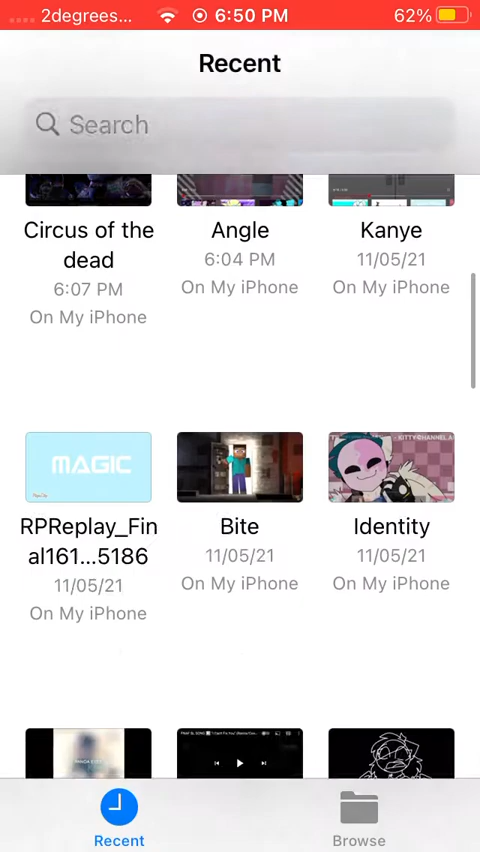 2degrees... 6:50 PM 62%
Recent
Search
Circus of the
dead
6:07 PM
On My iPhone
Angle
6:04 PM
On My iPhone
Kanye
11/05/21
On My iPhone
MAGIC
RPReplay_Fin
al161...5186
11/05/21
On My iPhone
Bite
11/05/21
On My iPhone
KITTYCHANNEL
Identity
11/05/21
On My iPhone
Recent
Browse